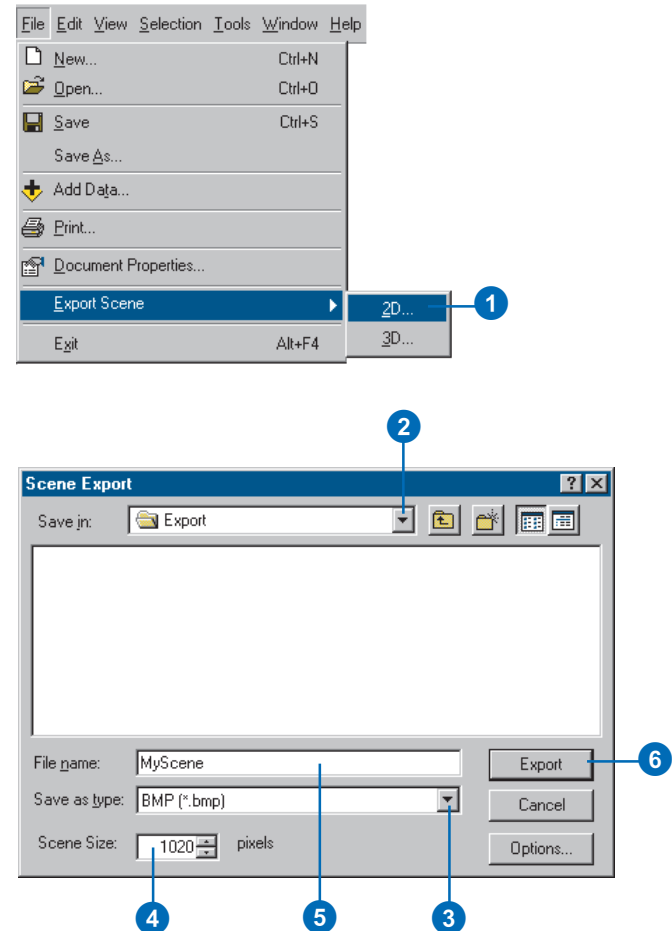 File Edit View Selection Tools Window Help
New... Ctrl+N
Open... Ctrl+O
Save Ctrl+S
Save As...
Add Data...
Print...
Document Properties...
Export Scene
2D...
1
Exit Alt+F4
3D...
2
Scene Export
Save in: Export
File name: MyScene
Export
6
Save as type: BMP (*.bmp)
Cancel
Scene Size: 1020 pixels
Options...
4 5 3